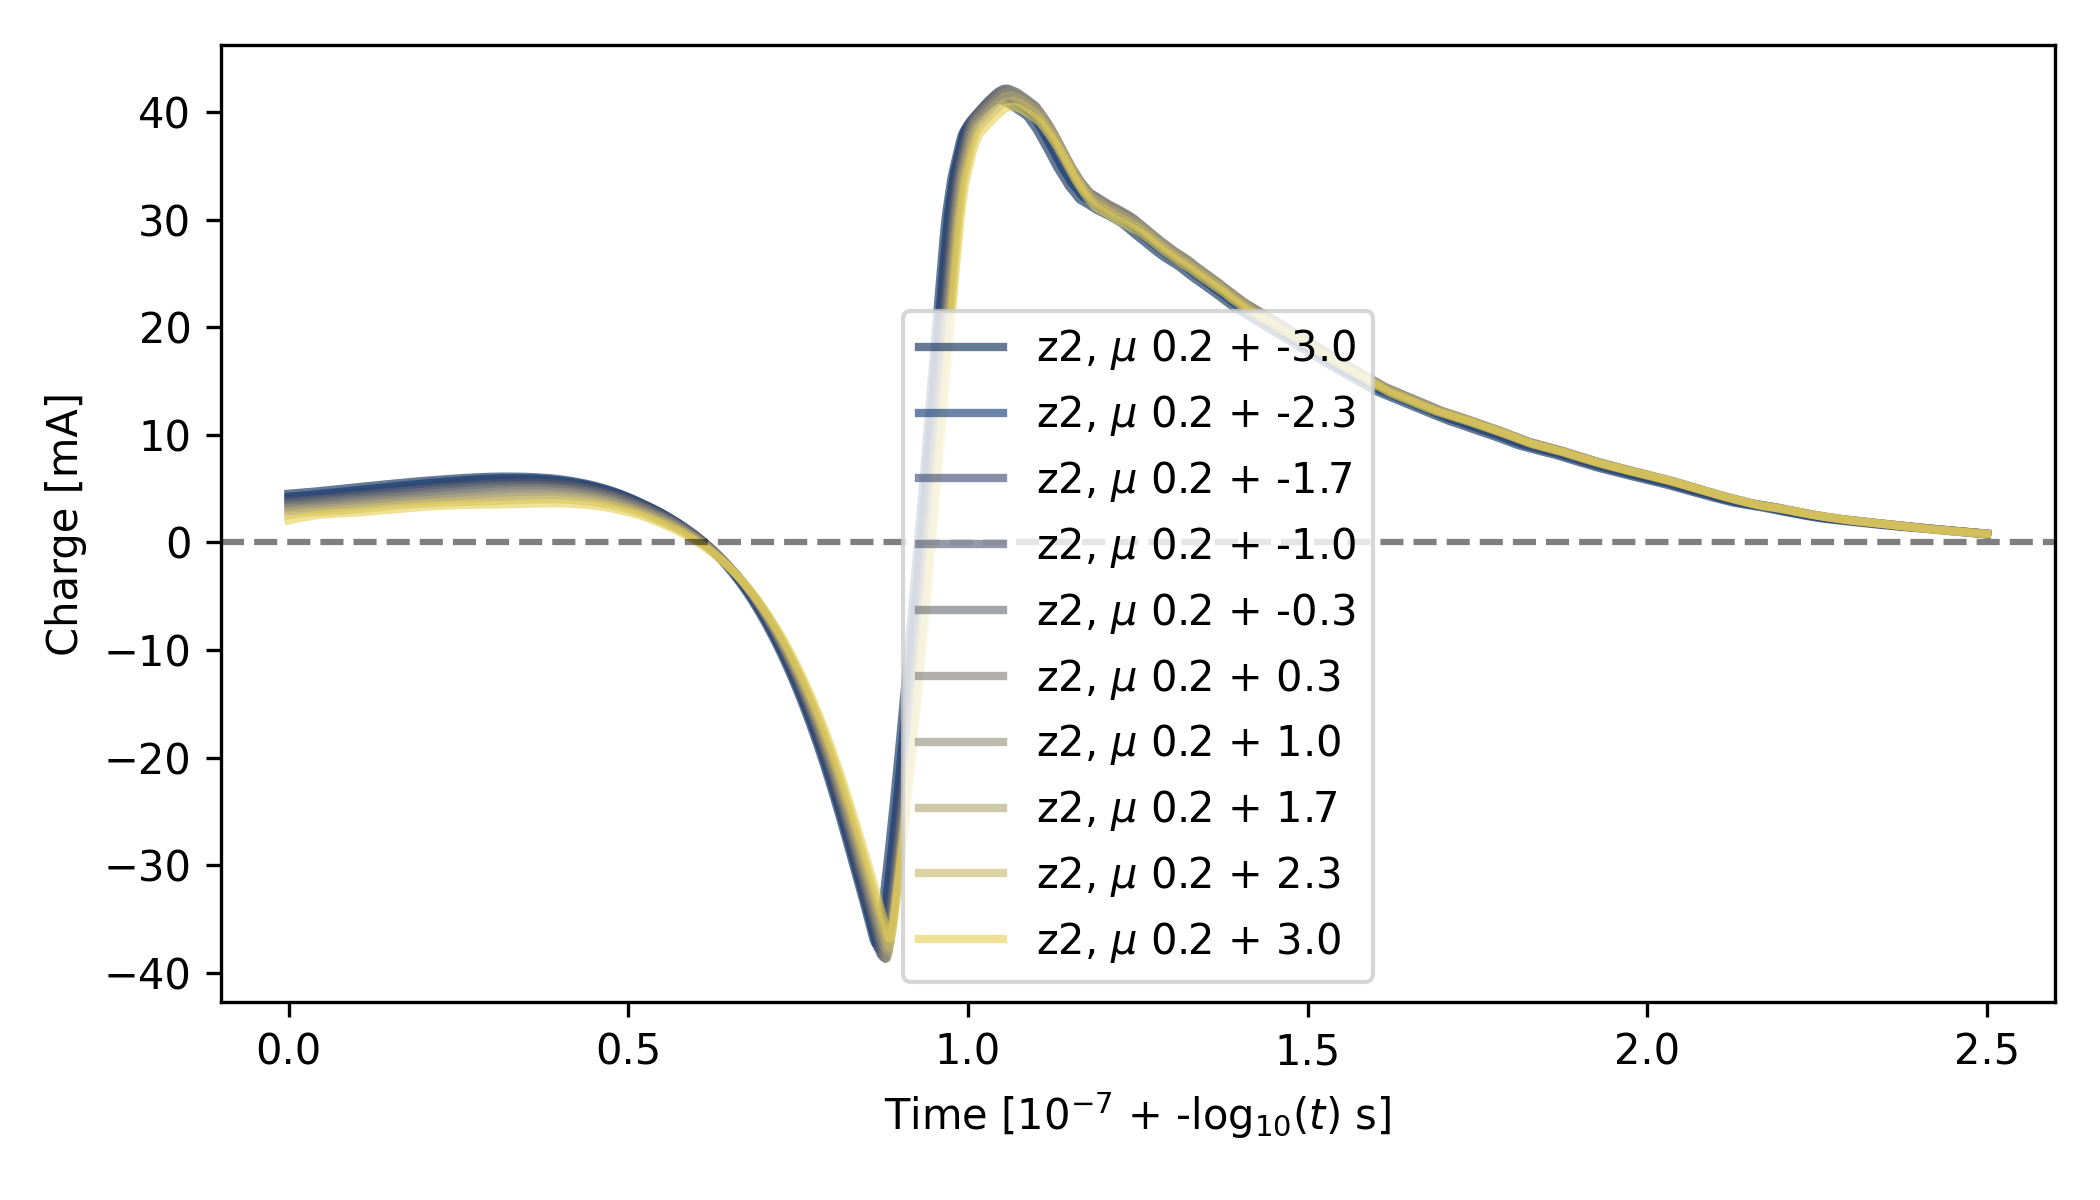 Charge [mA]
40
30
20
10
0
−10
−20
−30
−40
z2, μ 0.2 + -3.0
z2, μ 0.2 + -2.3
z2, μ 0.2 + -1.7
z2, μ 0.2 + -1.0
z2, μ 0.2 + -0.3
z2, μ 0.2 + 0.3
z2, μ 0.2 + 1.0
z2, μ 0.2 + 1.7
z2, μ 0.2 + 2.3
z2, μ 0.2 + 3.0
0.0 0.5 1.0 1.5 2.0 2.5
Time [10⁻⁷ + -log₁₀(t) s]